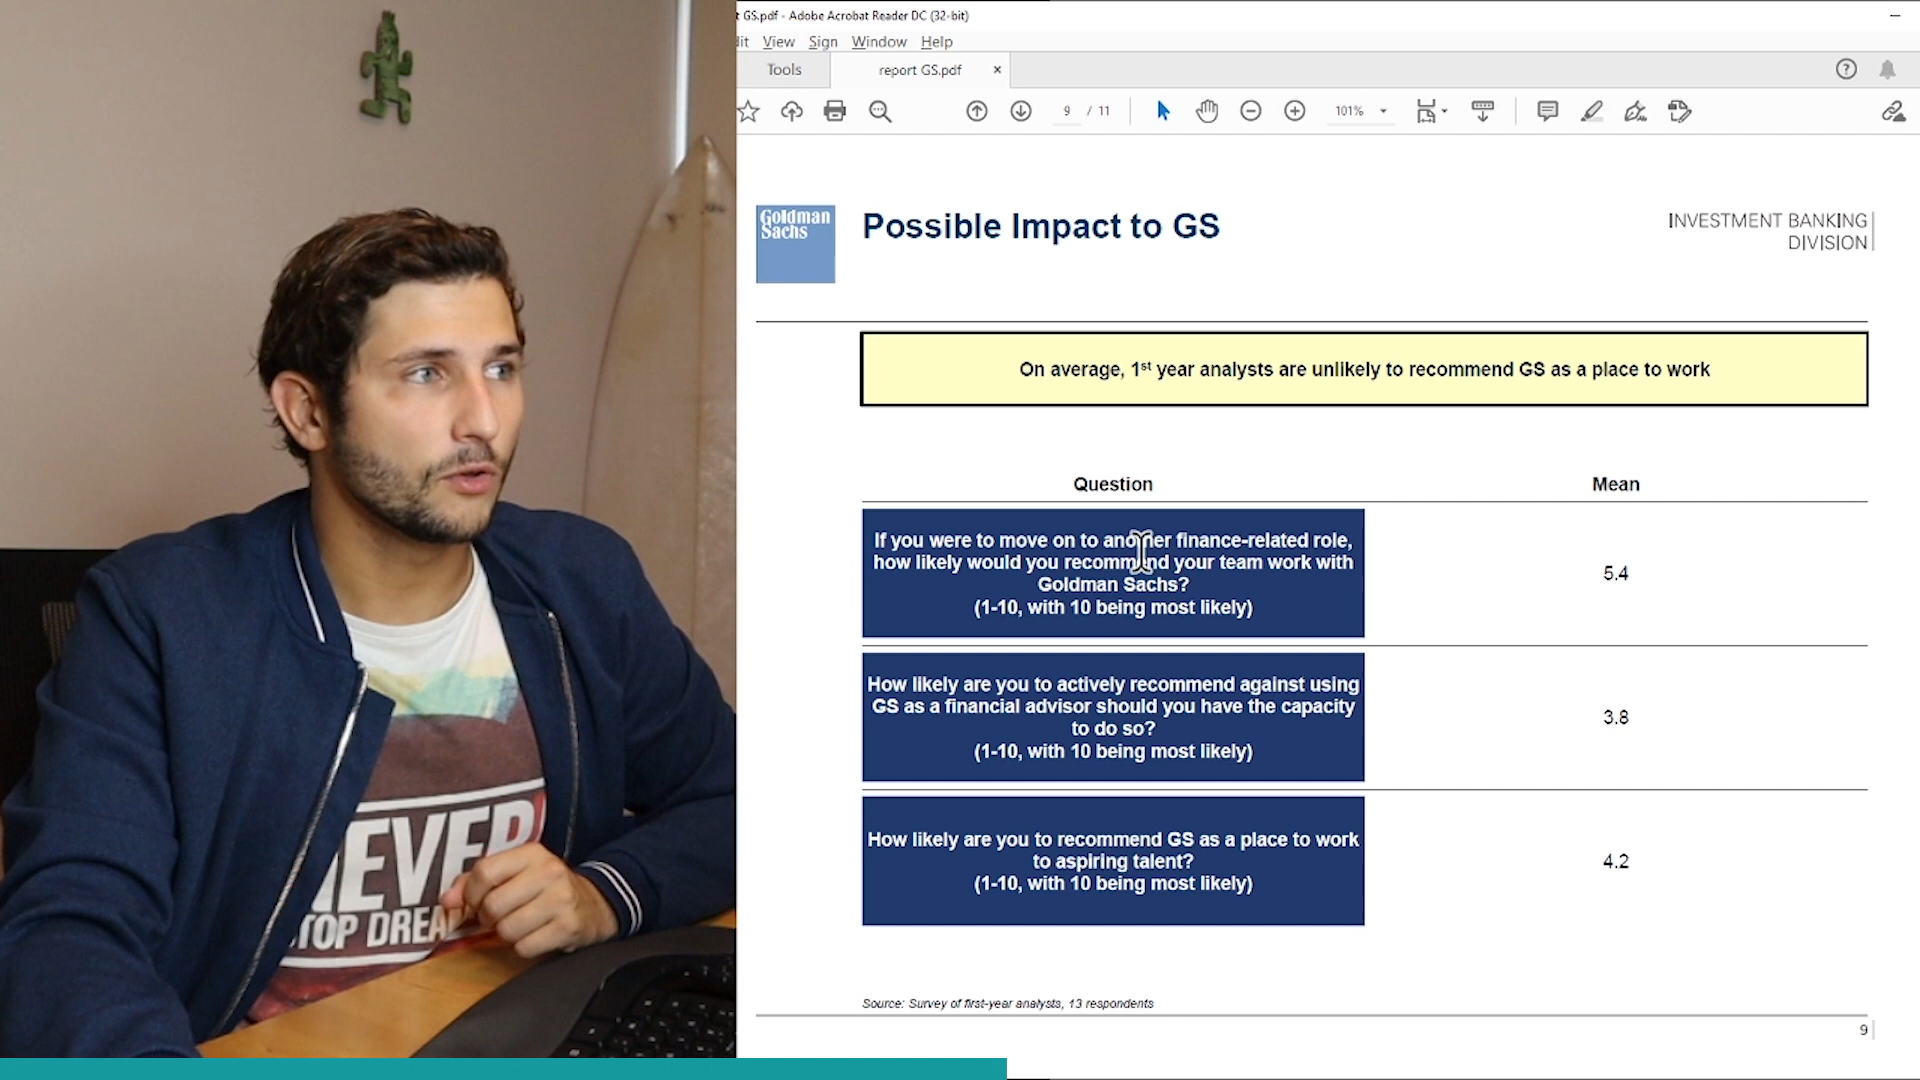 t GS.pdf - Adobe Acrobat Reader DC (32-bit)
dit View Sign Window Help
Tools
report GS.pdf ×
9 / 11
101%
Goldman
Sachs
Possible Impact to GS
INVESTMENT BANKING
DIVISION
On average, 1st year analysts are unlikely to recommend GS as a place to work
Question Mean
If you were to move on to another finance-related role,
how likely would you recommend your team work with
Goldman Sachs?
(1-10, with 10 being most likely)
5.4
How likely are you to actively recommend against using
GS as a financial advisor should you have the capacity
to do so?
(1-10, with 10 being most likely)
3.8
How likely are you to recommend GS as a place to work
to aspiring talent?
(1-10, with 10 being most likely)
4.2
Source: Survey of first-year analysts, 13 respondents
9
NEVER
STOP DREA